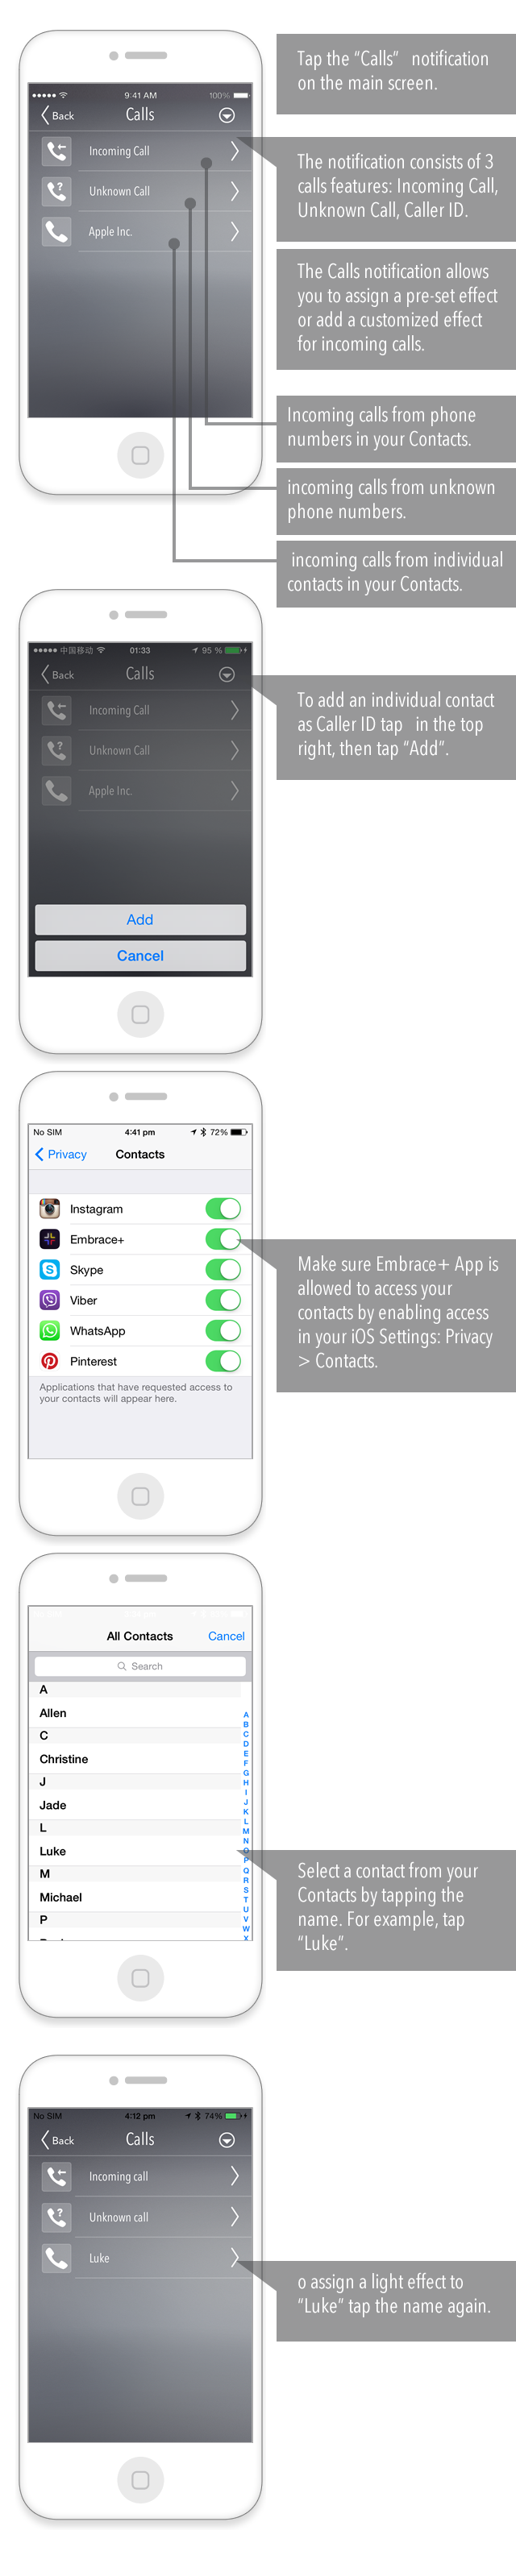 9:41 AM
100%
Back
Calls
Incoming Call
Unknown Call
Apple Inc.
Tap the “Calls” notification
on the main screen.
The notification consists of 3
calls features: Incoming Call,
Unknown Call, Caller ID.
The Calls notification allows
you to assign a pre-set effect
or add a customized effect
for incoming calls.
Incoming calls from phone
numbers in your Contacts.
incoming calls from unknown
phone numbers.
incoming calls from individual
contacts in your Contacts.
中国移动
01:33
95 %
Back
Calls
Incoming Call
Unknown Call
Apple Inc.
Add
Cancel
To add an individual contact
as Caller ID tap in the top
right, then tap “Add”.
No SIM
4:41 pm
72%
Privacy
Contacts
Instagram
Embrace+
Skype
Viber
WhatsApp
Pinterest
Applications that have requested access to
your contacts will appear here.
Make sure Embrace+ App is
allowed to access your
contacts by enabling access
in your iOS Settings: Privacy
> Contacts.
All Contacts
Cancel
Search
A
Allen
C
Christine
J
Jade
L
Luke
M
Michael
P
A
B
C
D
E
F
G
H
I
J
K
L
M
N
O
P
Q
R
S
T
U
V
W
X
Select a contact from your
Contacts by tapping the
name. For example, tap
“Luke”.
No SIM
4:12 pm
74%
Back
Calls
Incoming call
Unknown call
Luke
o assign a light effect to
“Luke” tap the name again.